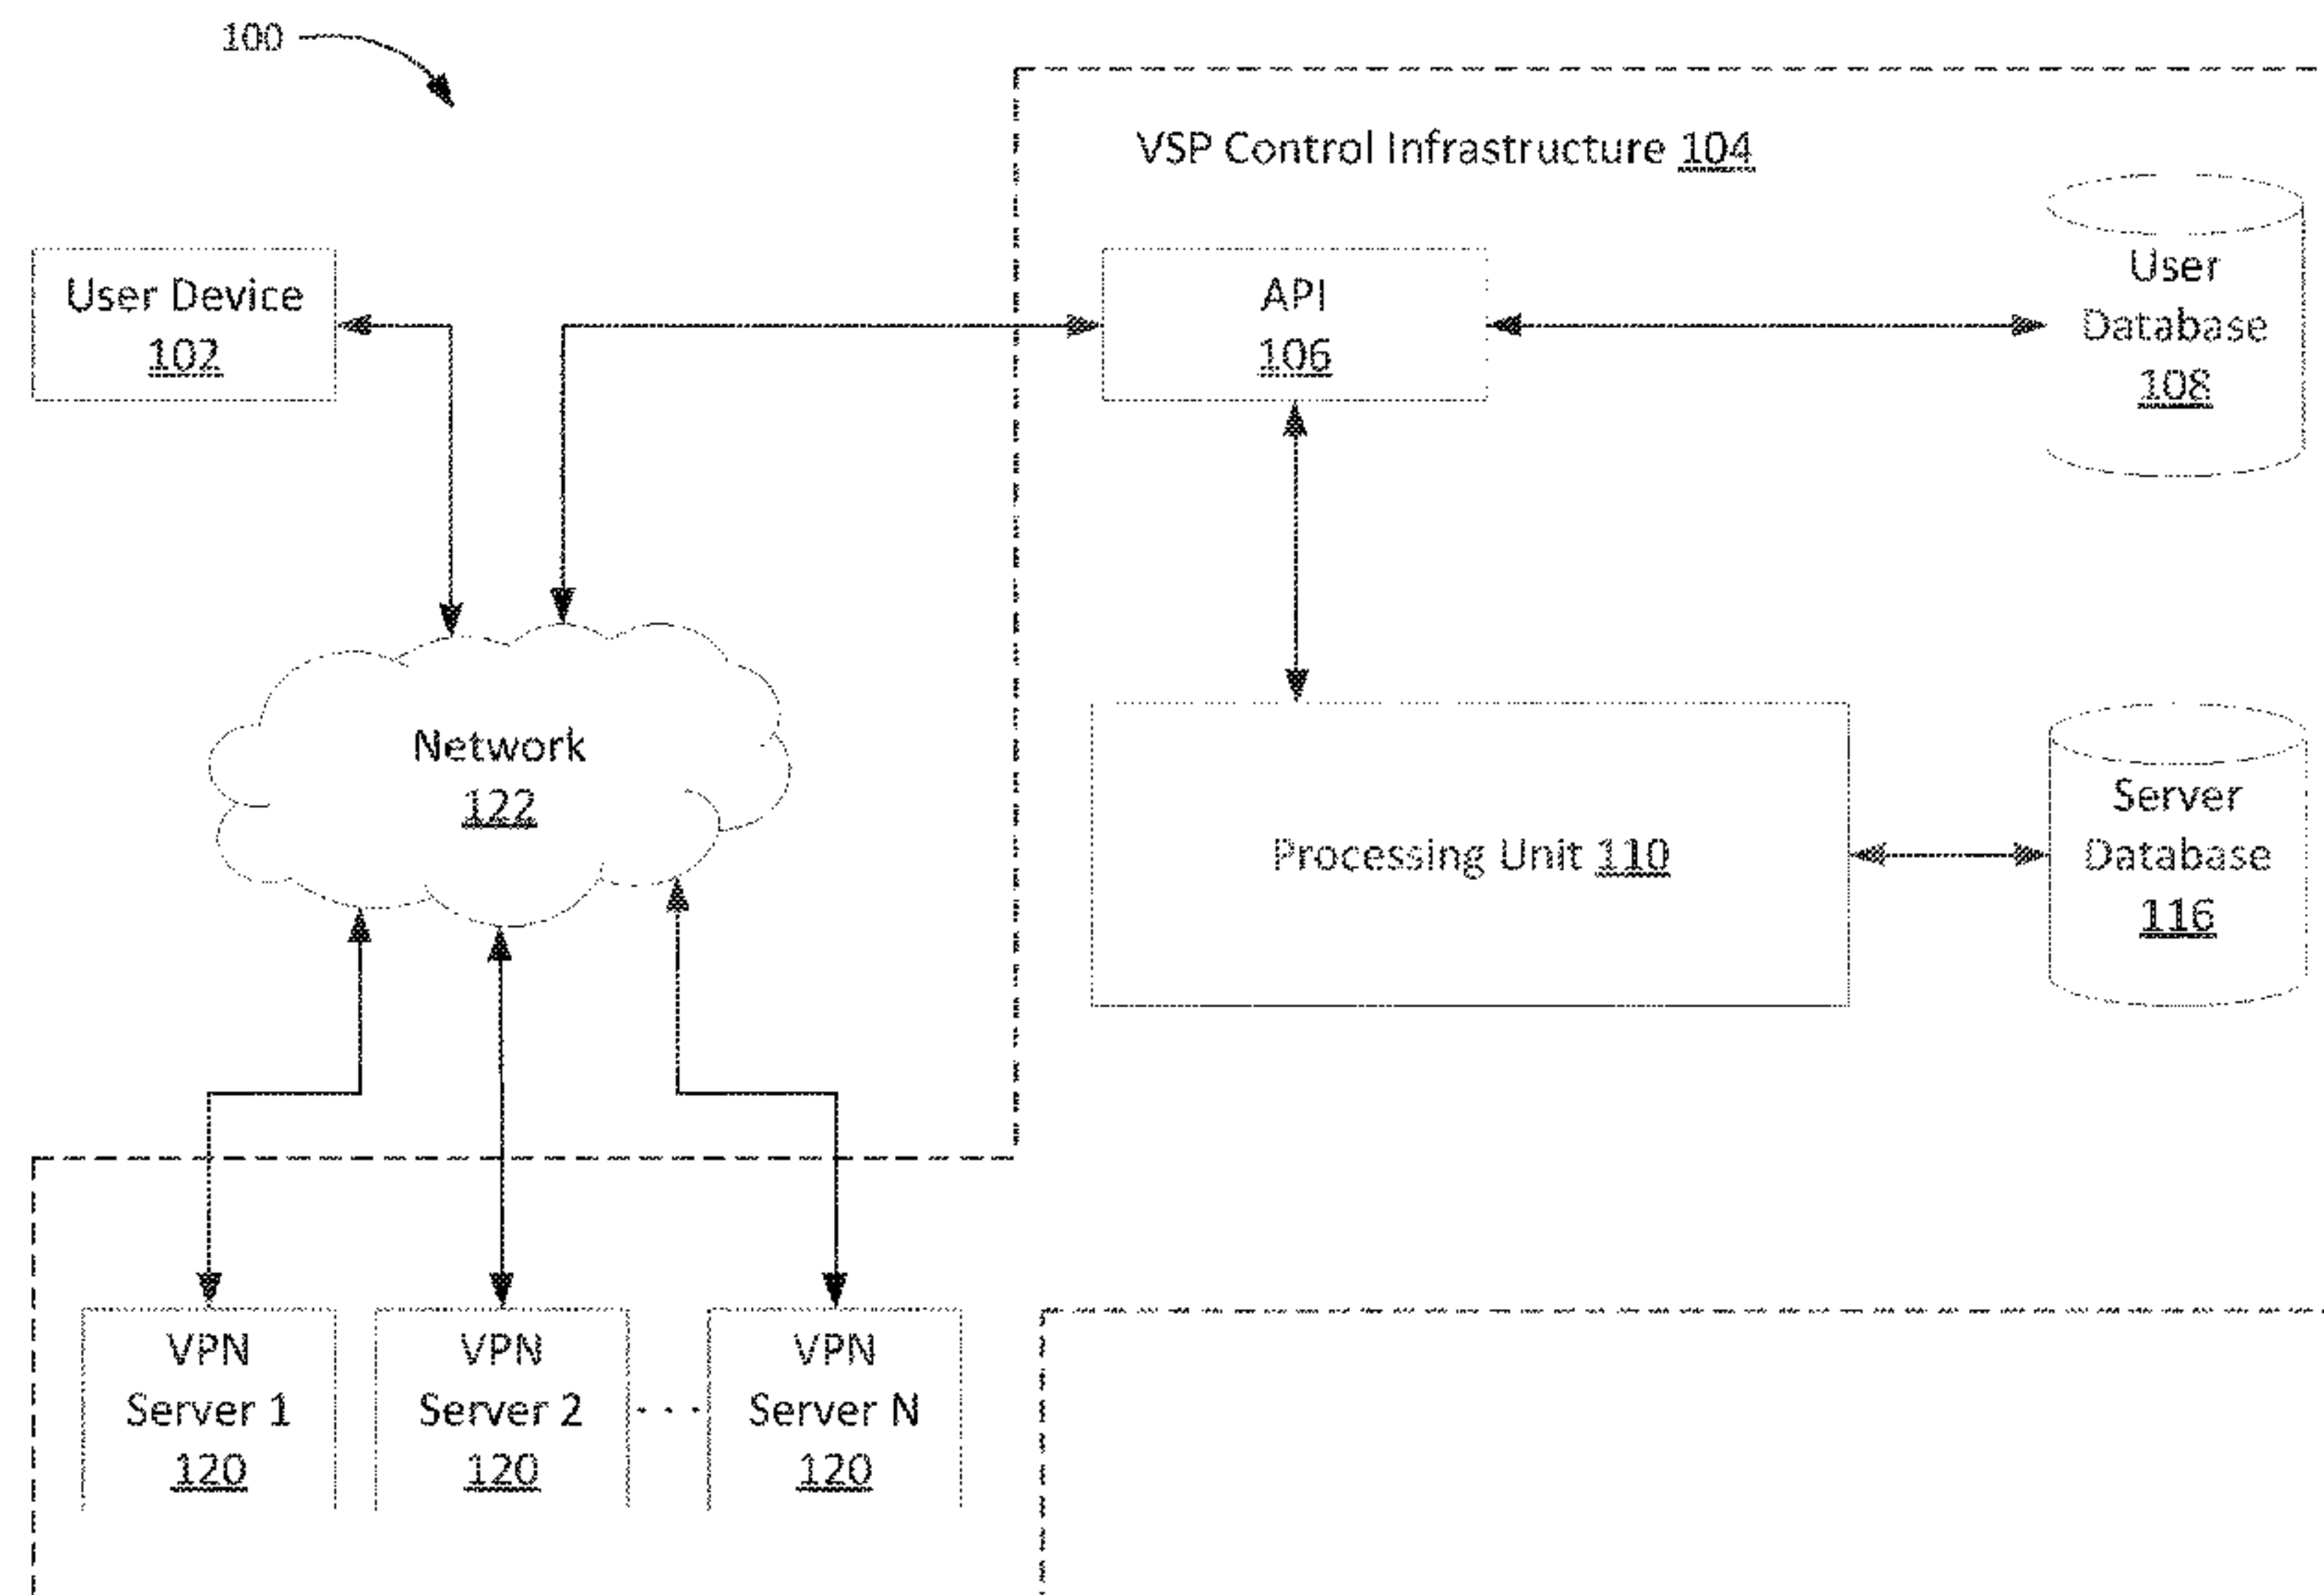 100
VSP Control Infrastructure 104
User Device
102
API
106
User
Database
108
Network
122
Processing Unit 110
Server
Database
116
VPN
Server 1
120
VPN
Server 2
120
. . .
VPN
Server N
120